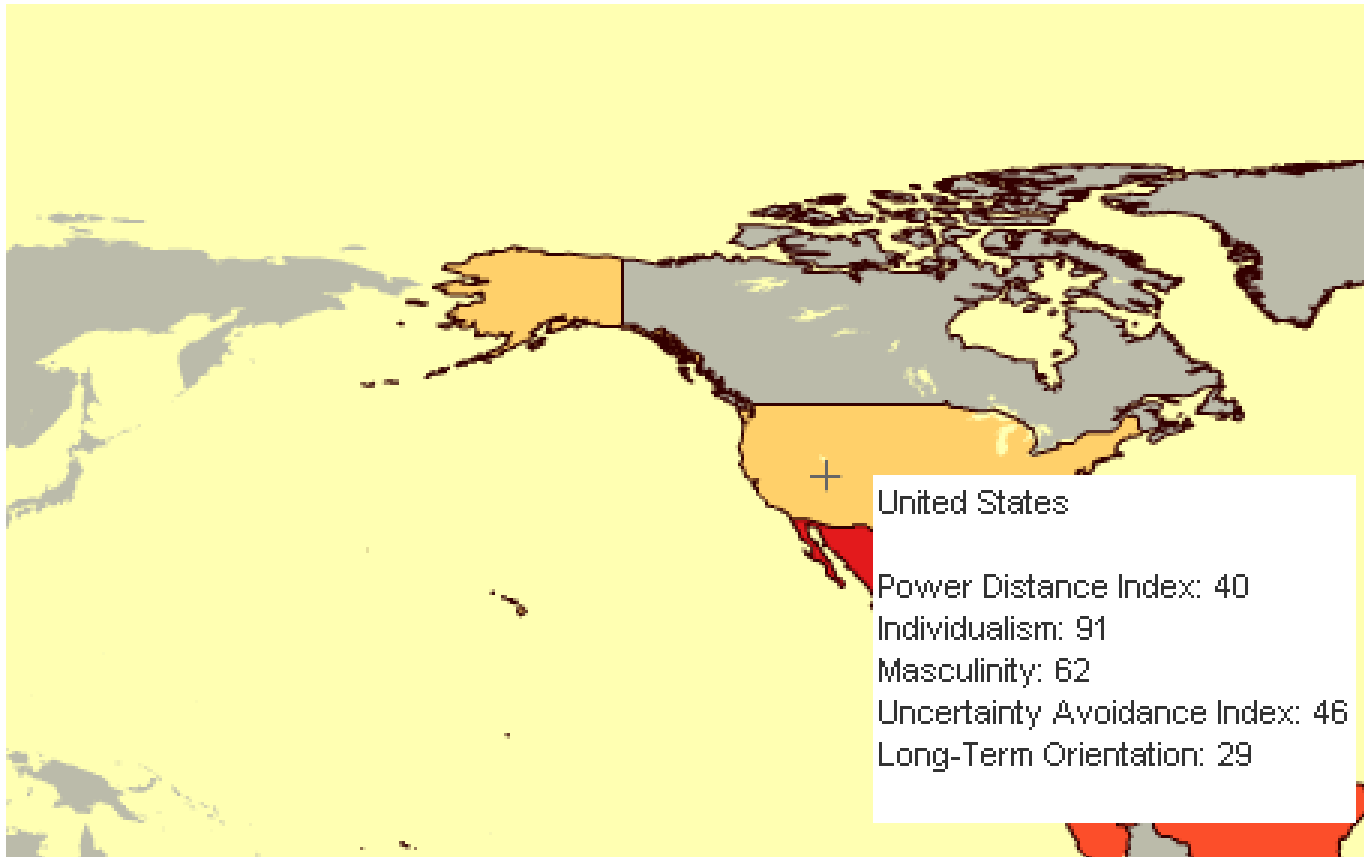 United States
Power Distance Index: 40
Individualism: 91
Masculinity: 62
Uncertainty Avoidance Index: 46
Long-Term Orientation: 29